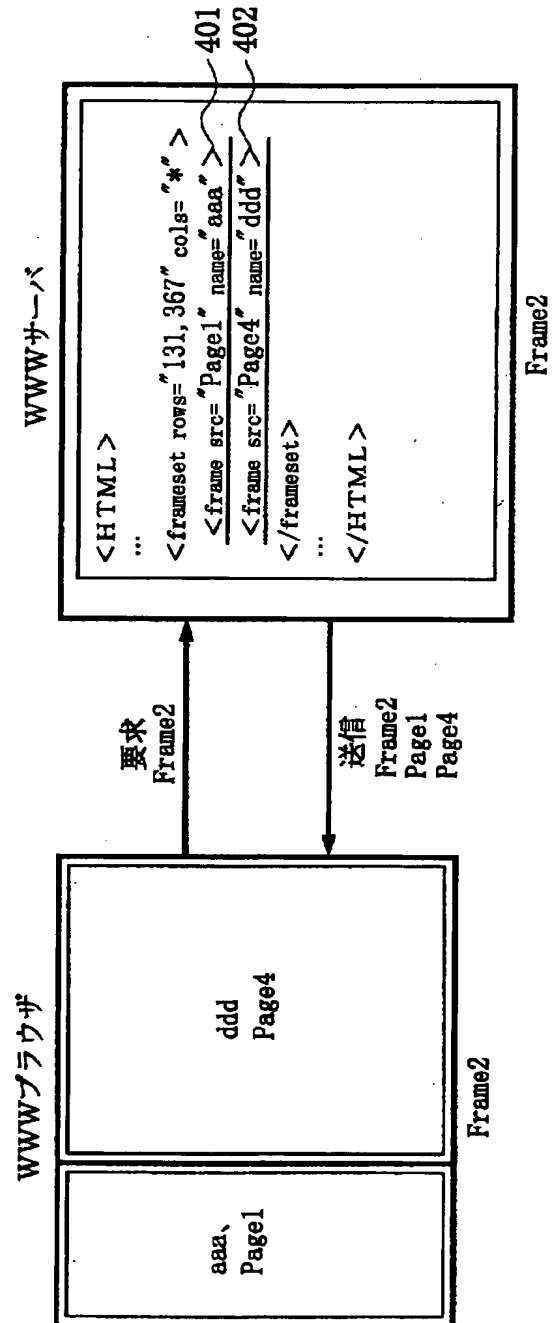 WWWブラウザ
aaa、
Page1
ddd
Page4
Frame2
要求
Frame2
送信
Frame2
Page1
Page4
WWWサーバ
<HTML>
...
<frameset rows="131,367" cols="*" >
<frame src="Page1" name="aaa" >
401
<frame src="Page4" name="ddd" >
402
</frameset>
...
</HTML>
Frame2